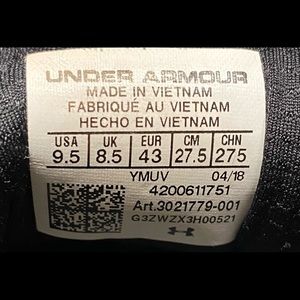 UNDER ARMOUR
MADE IN VIETNAM
FABRIQUÉ AU VIETNAM
HECHO EN VIETNAM
USA UK EUR CM CHN
9.5 8.5 43 27.5 275
YMUV 04/18
4200611751
Art.3021779-001
G3ZWZX3H00521